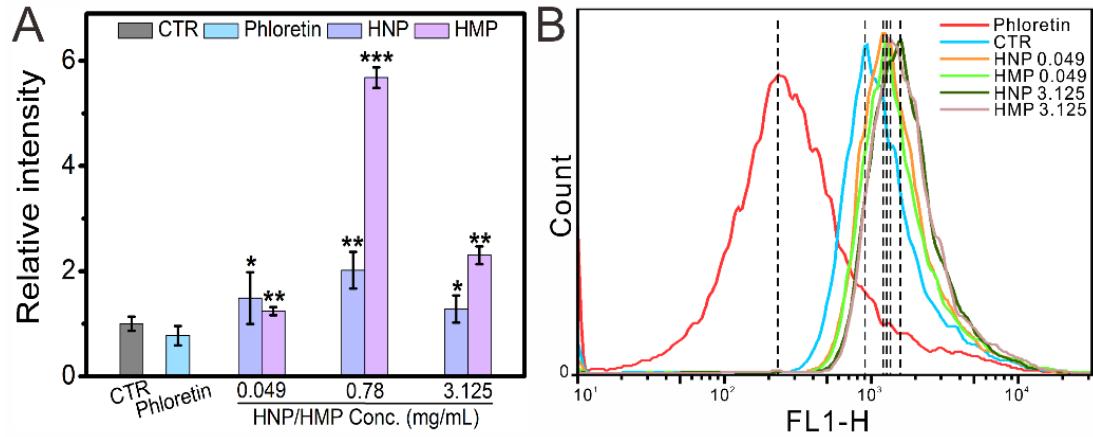 A
CTR Phloretin HNP HMP
Relative intensity
6
4
2
0
*
**
**
***
*
**
CTR
Phloretin
0.049 0.78 3.125
HNP/HMP Conc. (mg/mL)
B
Phloretin
CTR
HNP 0.049
HMP 0.049
HNP 3.125
HMP 3.125
Count
0
10¹ 10² 10³ 10⁴
FL1-H